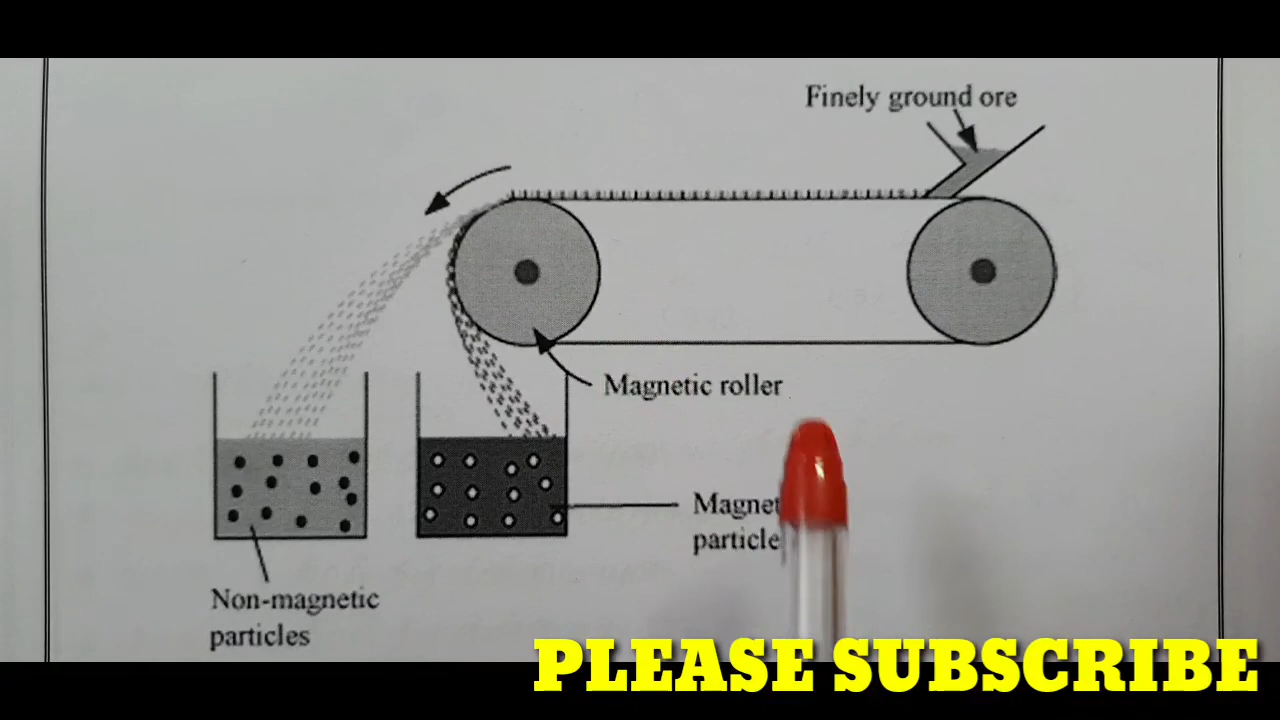 Finely ground ore
Magnetic roller
Magnet
particle
Non-magnetic
particles
PLEASE SUBSCRIBE